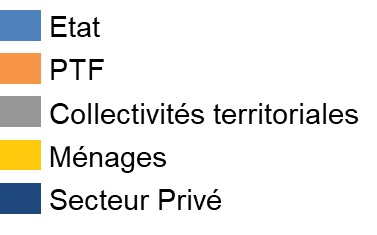 Etat
PTF
Collectivités territoriales
Ménages
Secteur Privé